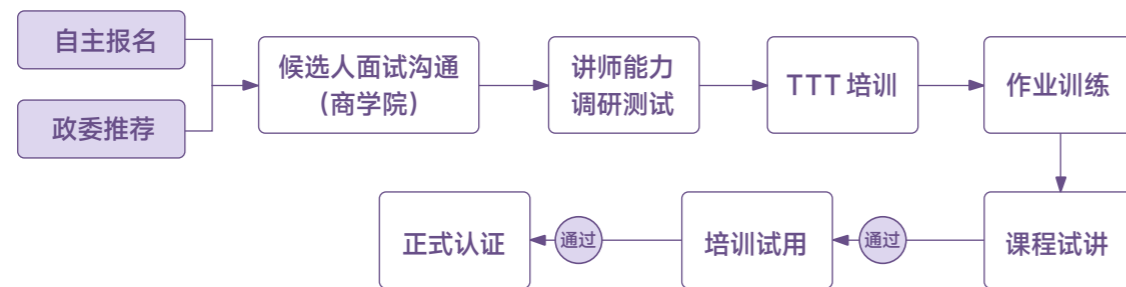 自主报名
政委推荐
候选人面试沟通
（商学院）
讲师能力
调研测试
TTT 培训
作业训练
课程试讲
通过
培训试用
通过
正式认证